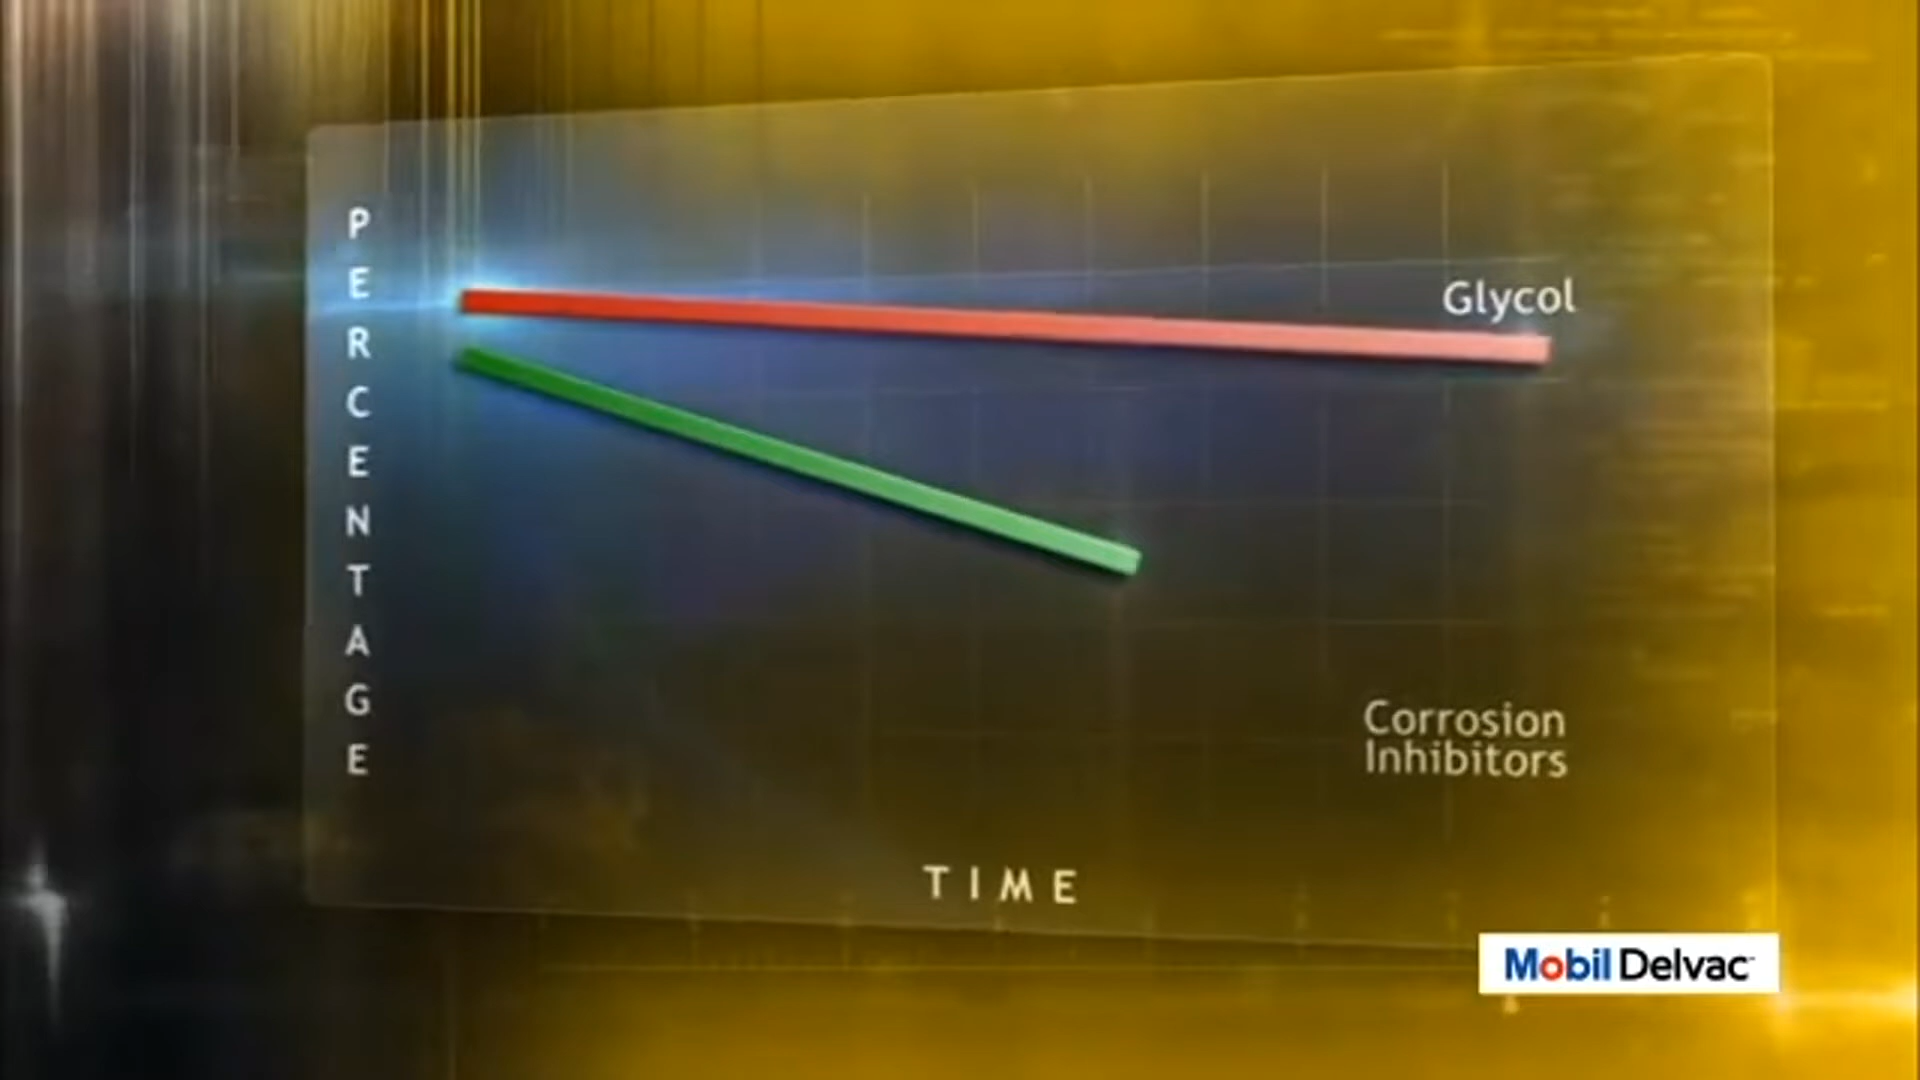 PERCENTAGE
Glycol
Corrosion
Inhibitors
TIME
Mobil Delvac